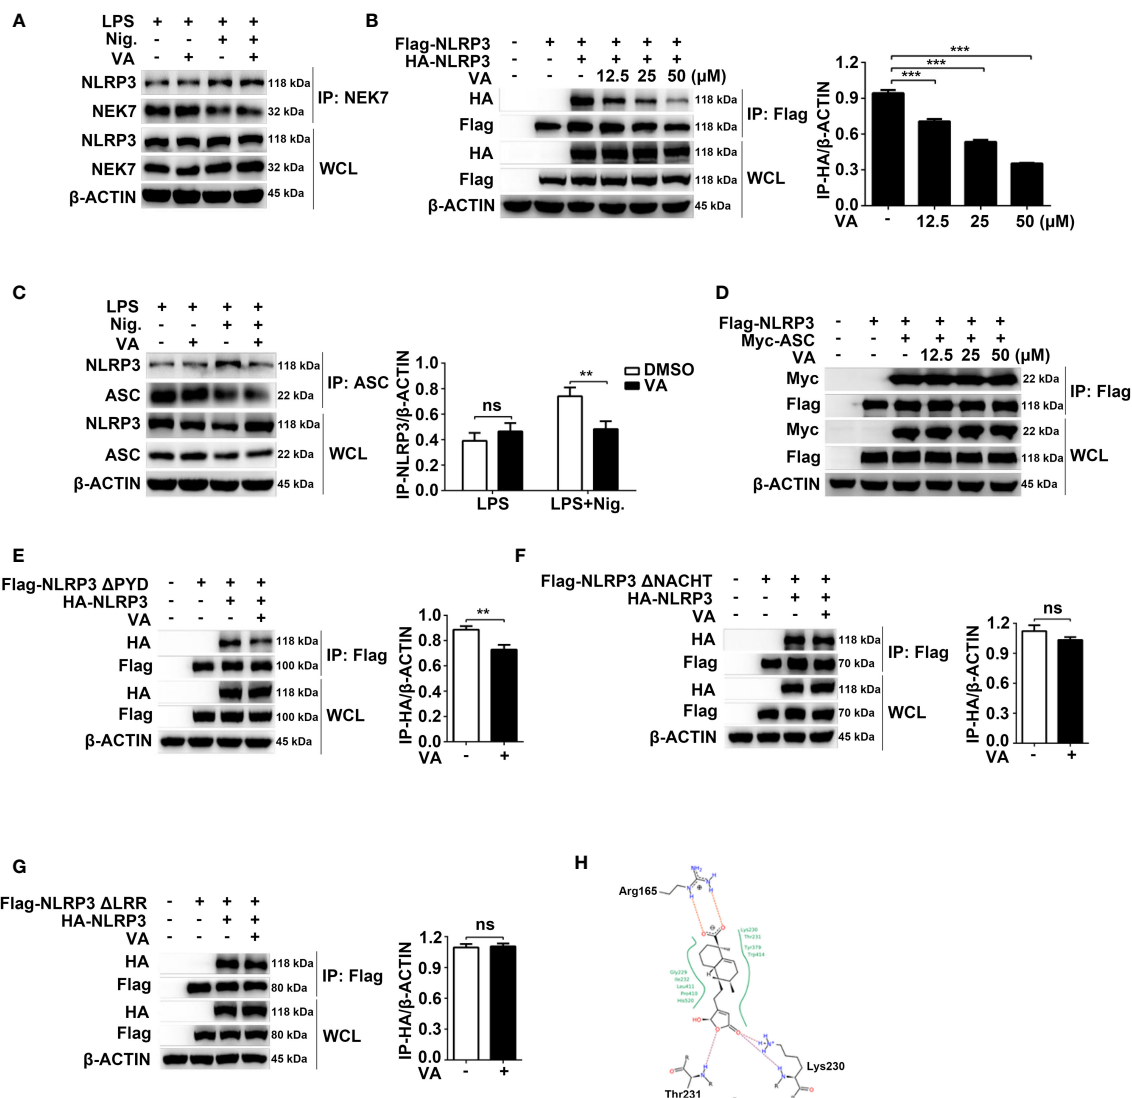 A
LPS + + + +
Nig. - - + +
VA - + - +
NLRP3 118 kDa
NEK7 32 kDa
IP: NEK7
NLRP3 118 kDa
NEK7 32 kDa
β-ACTIN 45 kDa
WCL
B
Flag-NLRP3 - + + + + +
HA-NLRP3 - - + + + +
VA - - - 12.5 25 50 (μM)
HA 118 kDa
Flag 118 kDa
IP: Flag
HA 118 kDa
Flag 118 kDa
β-ACTIN 45 kDa
WCL
IP-HA/β-ACTIN
1.2
0.9
0.6
0.3
0.0
***
***
***
VA - 12.5 25 50 (μM)
C
LPS + + + +
Nig. - - + +
VA - + - +
NLRP3 118 kDa
ASC 22 kDa
IP: ASC
NLRP3 118 kDa
ASC 22 kDa
β-ACTIN 45 kDa
WCL
IP-NLRP3/β-ACTIN
1.0
0.8
0.6
0.4
0.2
0.0
ns
**
DMSO
VA
LPS LPS+Nig.
D
Flag-NLRP3 - + + + + +
Myc-ASC - - + + + +
VA - - - 12.5 25 50 (μM)
Myc 22 kDa
Flag 118 kDa
IP: Flag
Myc 22 kDa
Flag 118 kDa
β-ACTIN 45 kDa
WCL
E
Flag-NLRP3 ΔPYD - + + +
HA-NLRP3 - - + +
VA - - - +
HA 118 kDa
Flag 100 kDa
IP: Flag
HA 118 kDa
Flag 100 kDa
β-ACTIN 45 kDa
WCL
IP-HA/β-ACTIN
1.0
0.8
0.6
0.4
0.2
0.0
**
VA - +
F
Flag-NLRP3 ΔNACHT - + + +
HA-NLRP3 - - + +
VA - - - +
HA 118 kDa
Flag 70 kDa
IP: Flag
HA 118 kDa
Flag 70 kDa
β-ACTIN 45 kDa
WCL
IP-HA/β-ACTIN
1.2
0.9
0.6
0.3
0.0
ns
VA - +
G
Flag-NLRP3 ΔLRR - + + +
HA-NLRP3 - - + +
VA - - - +
HA 118 kDa
Flag 80 kDa
IP: Flag
HA 118 kDa
Flag 80 kDa
β-ACTIN 45 kDa
WCL
IP-HA/β-ACTIN
1.2
0.9
0.6
0.3
0.0
ns
VA - +
H
Arg165
Thr231
Tyr379
Trp414
Gly229
Ile232
Leu411
Pro415
HO
Lys230
Thr231